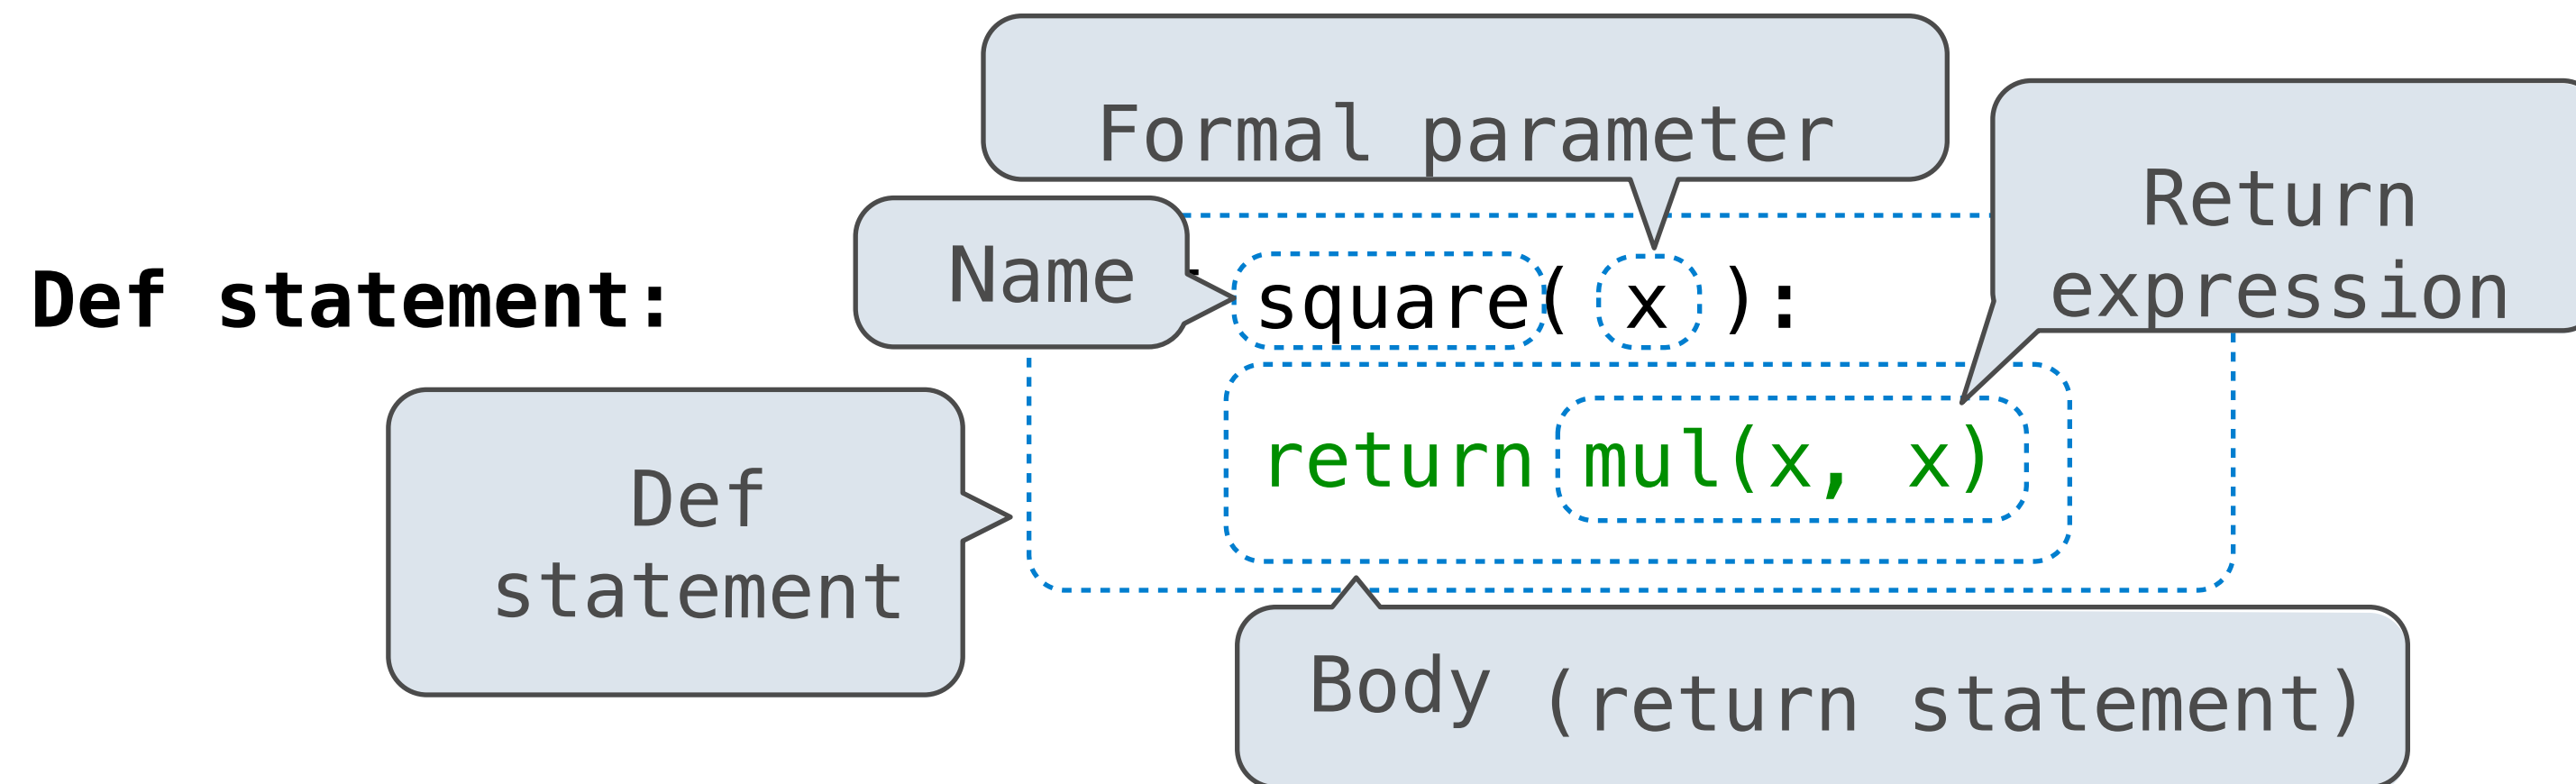 Formal parameter
Return
expression
Name
Def statement:
square( x ):
return mul(x, x)
Def
statement
Body (return statement)